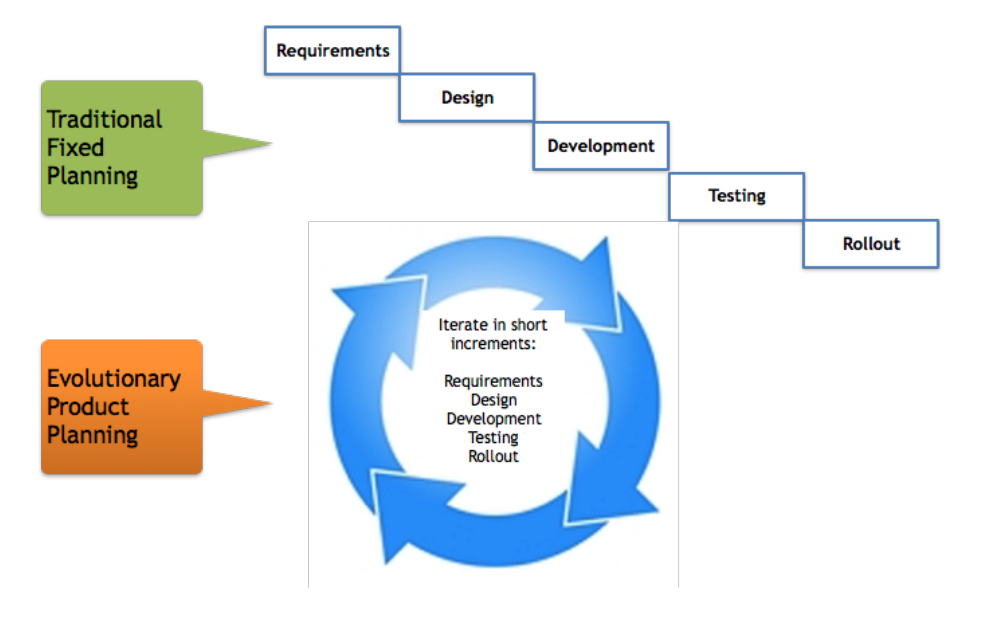 Requirements
Design
Development
Testing
Rollout
Traditional
Fixed
Planning
Iterate in short
increments:
Requirements
Design
Development
Testing
Rollout
Evolutionary
Product
Planning